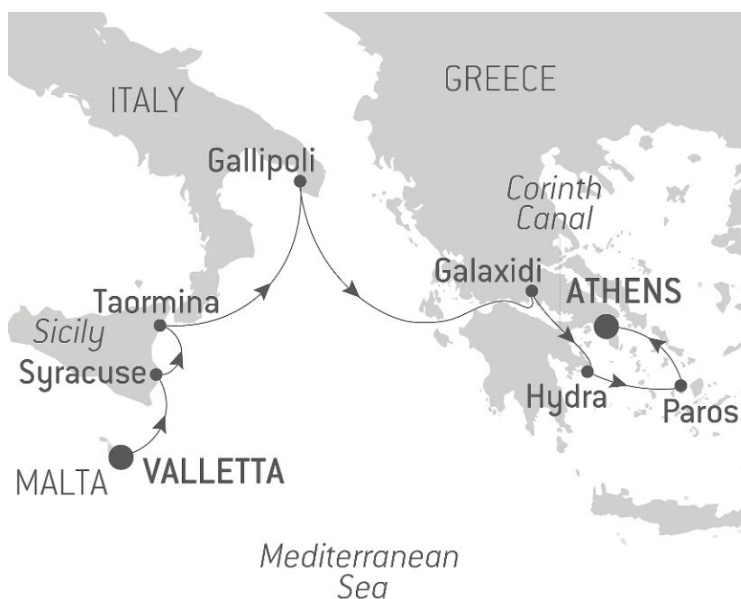 GREECE
ITALY
Gallipoli
Corinth
Canal
Galaxidi
ATHENS
Taormina
Sicily
Syracuse
Hydra
Paros
MALTA
VALLETTA
Mediterranean
Sea